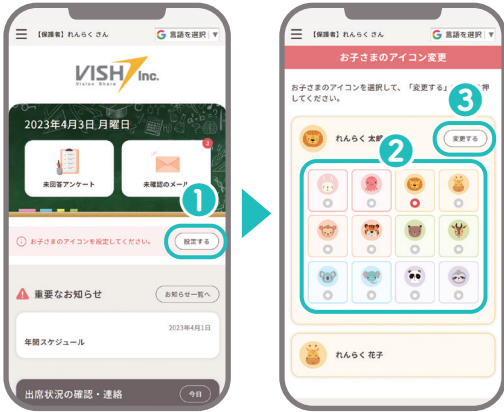 【保護者】れんらく さん
G 言語を選択 ▼
VISH Inc.
Vision Share
2023年4月3日 月曜日
3
未回答アンケート
未確認のメー
1
お子さまのアイコンを設定してください。
設定する
重要なお知らせ
お知らせ一覧へ
2023年4月1日
年間スケジュール
出席状況の確認・連絡
今日
【保護者】れんらく さん
G 言語を選択 ▼
お子さまのアイコン変更
お子さまのアイコンを選択して、「変更する」
押
してください。
3
れんらく 太郎
変更する
2
れんらく 花子